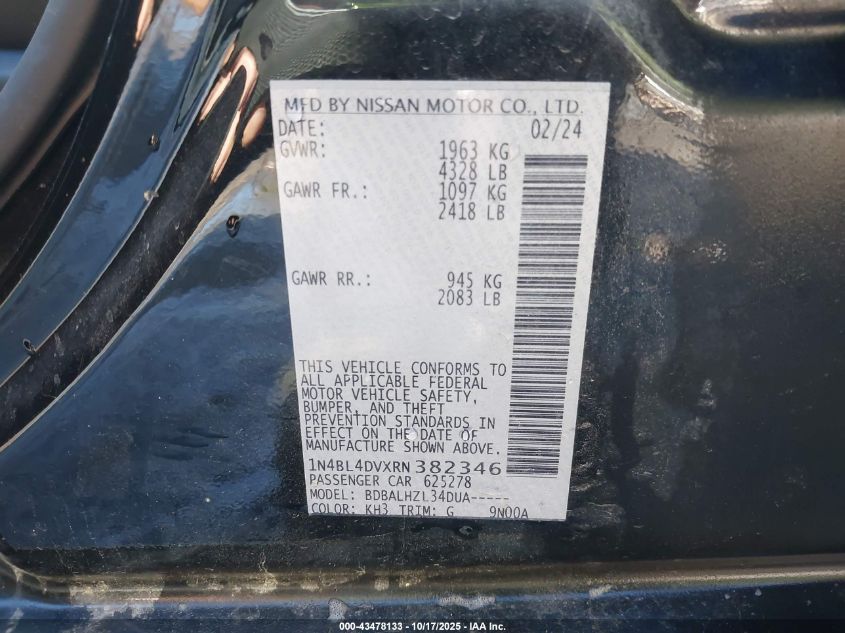 MFD BY NISSAN MOTOR CO., LTD.
DATE: 02/24
GVWR: 1963 KG
4328 LB
GAWR FR.: 1097 KG
2418 LB
GAWR RR.: 945 KG
2083 LB
THIS VEHICLE CONFORMS TO
ALL APPLICABLE FEDERAL
MOTOR VEHICLE SAFETY,
BUMPER, AND THEFT
PREVENTION STANDARDS IN
EFFECT ON THE DATE OF
MANUFACTURE SHOWN ABOVE.
1N4BL4DVXRN382346
PASSENGER CAR 625278
MODEL: BDBALHZL34DUA-----
COLOR: KH3 TRIM: G 9N00A
000-43478133 - 10/17/2025 - IAA Inc.